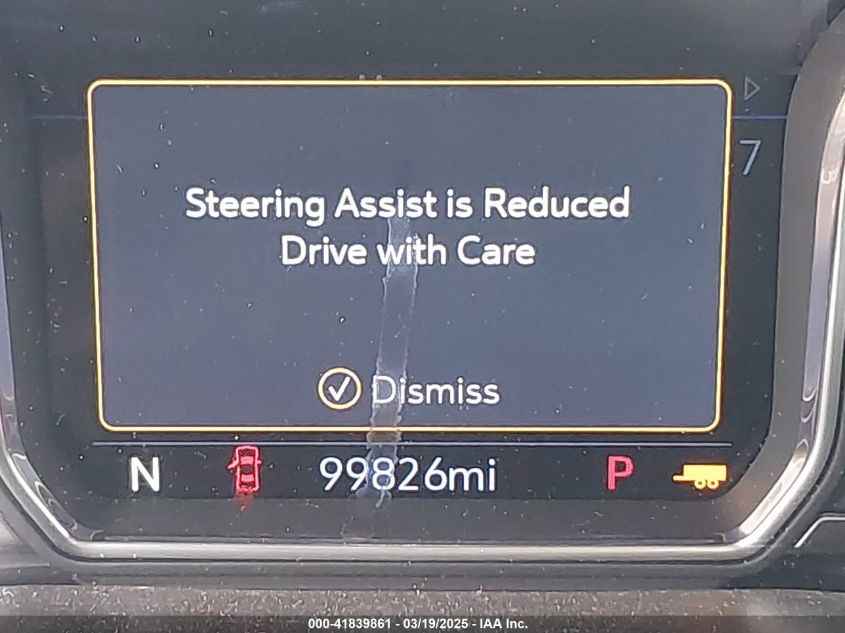 7
Steering Assist is Reduced
Drive with Care
Dismiss
N 99826mi P
000-41839861 - 03/19/2025 - IAA Inc.